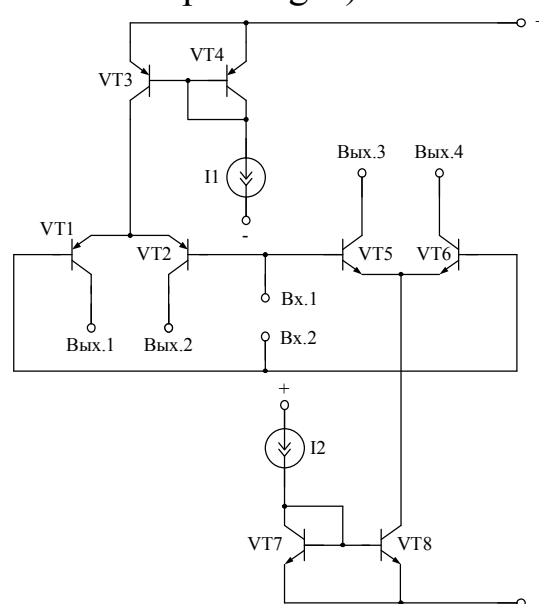 +
VT3
VT4
I1
-
Вых.3
Вых.4
VT1
VT2
VT5
VT6
Вх.1
Вых.1
Вых.2
Вх.2
+
I2
VT7
VT8